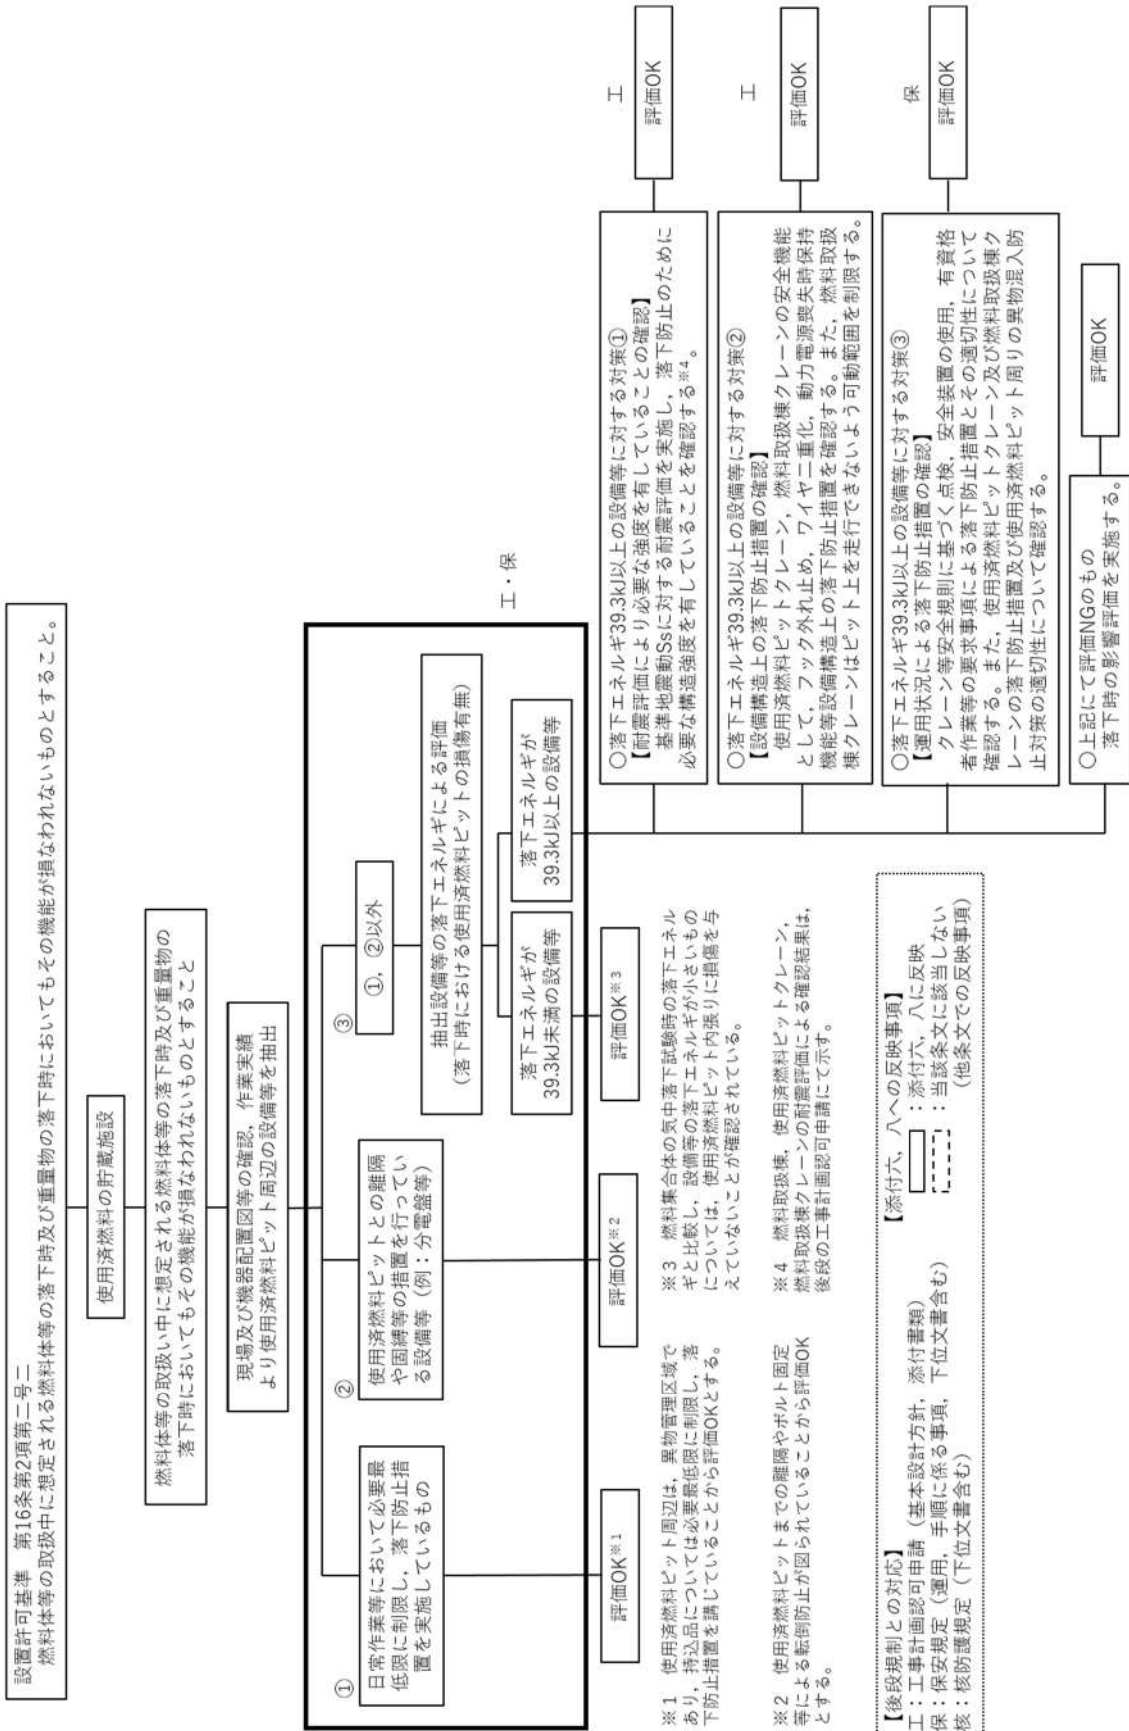 設置許可基準　第16条第2項第二号ニ
燃料体等の取扱中に想定される燃料体等の落下時及び重量物の落下時においてもその機能が損なわれないものとすること。
使用済燃料の貯蔵施設
燃料体等の取扱い中に想定される燃料体等の落下時及び重量物の
落下時においてもその機能が損なわれないものとすること
現場及び機器配置図等の確認，作業実績
より使用済燃料ピット周辺の設備等を抽出
①
日常作業等において必要最
低限に制限し，落下防止措
置を実施しているもの
②
使用済燃料ピットとの離隔
や固縛等の措置を行ってい
る設備等（例：分電盤等）
③
①，②以外
抽出設備等の落下エネルギによる評価
（落下時における使用済燃料ピットの損傷有無）
落下エネルギが
39.3kJ未満の設備等
落下エネルギが
39.3kJ以上の設備等
工・保
評価OK※1
評価OK※2
評価OK※3
○落下エネルギ39.3kJ以上の設備等に対する対策①
【耐震評価により必要な強度を有していることの確認】
基準地震動Ssに対する耐震評価を実施し，落下防止のために
必要な構造強度を有していることを確認する※4。
工
評価OK
○落下エネルギ39.3kJ以上の設備等に対する対策②
【設備構造上の落下防止措置の確認】
使用済燃料ピットクレーン，燃料取扱棟クレーンの安全機能
として，フック外れ止め，ワイヤ二重化，動力電源喪失時保持
機能等設備構造上の落下防止措置を確認する。また，燃料取扱
棟クレーンはピット上を走行できないよう可動範囲を制限する。
工
評価OK
○落下エネルギ39.3kJ以上の設備等に対する対策③
【運用状況による落下防止措置の確認】
クレーン等安全規則に基づく点検，安全装置の使用，有資格
者作業等の要求事項による落下防止措置とその適切性について
確認する。また，使用済燃料ピットクレーン及び燃料取扱棟ク
レーンの落下防止措置及び使用済燃料ピット周りの異物混入防
止対策の適切性について確認する。
保
評価OK
○上記にて評価NGのもの
落下時の影響評価を実施する。
評価OK
※1　使用済燃料ピット周辺は，異物管理区域で
あり，持込品については必要最低限に制限し，落
下防止措置を講じていることから評価OKとする。
※2　使用済燃料ピットまでの離隔やボルト固定
等による転倒防止が図られていることから評価OK
とする。
※3　燃料集合体の気中落下試験時の落下エネル
ギと比較し，設備等の落下エネルギが小さいもの
については，使用済燃料ピット内張りに損傷を与
えていないことが確認されている。
※4　燃料取扱棟，使用済燃料ピットクレーン，
燃料取扱棟クレーンの耐震評価による確認結果は，
後段の工事計画認可申請にて示す。
【後段規制との対応】
工：工事計画認可申請（基本設計方針，添付書類）
保：保安規定（運用，手順に係る事項，下位文書含む）
核：核防護規定（下位文書含む）
【添付六，八への反映事項】
：添付六，八に反映
：当該条文に該当しない
（他条文での反映事項）